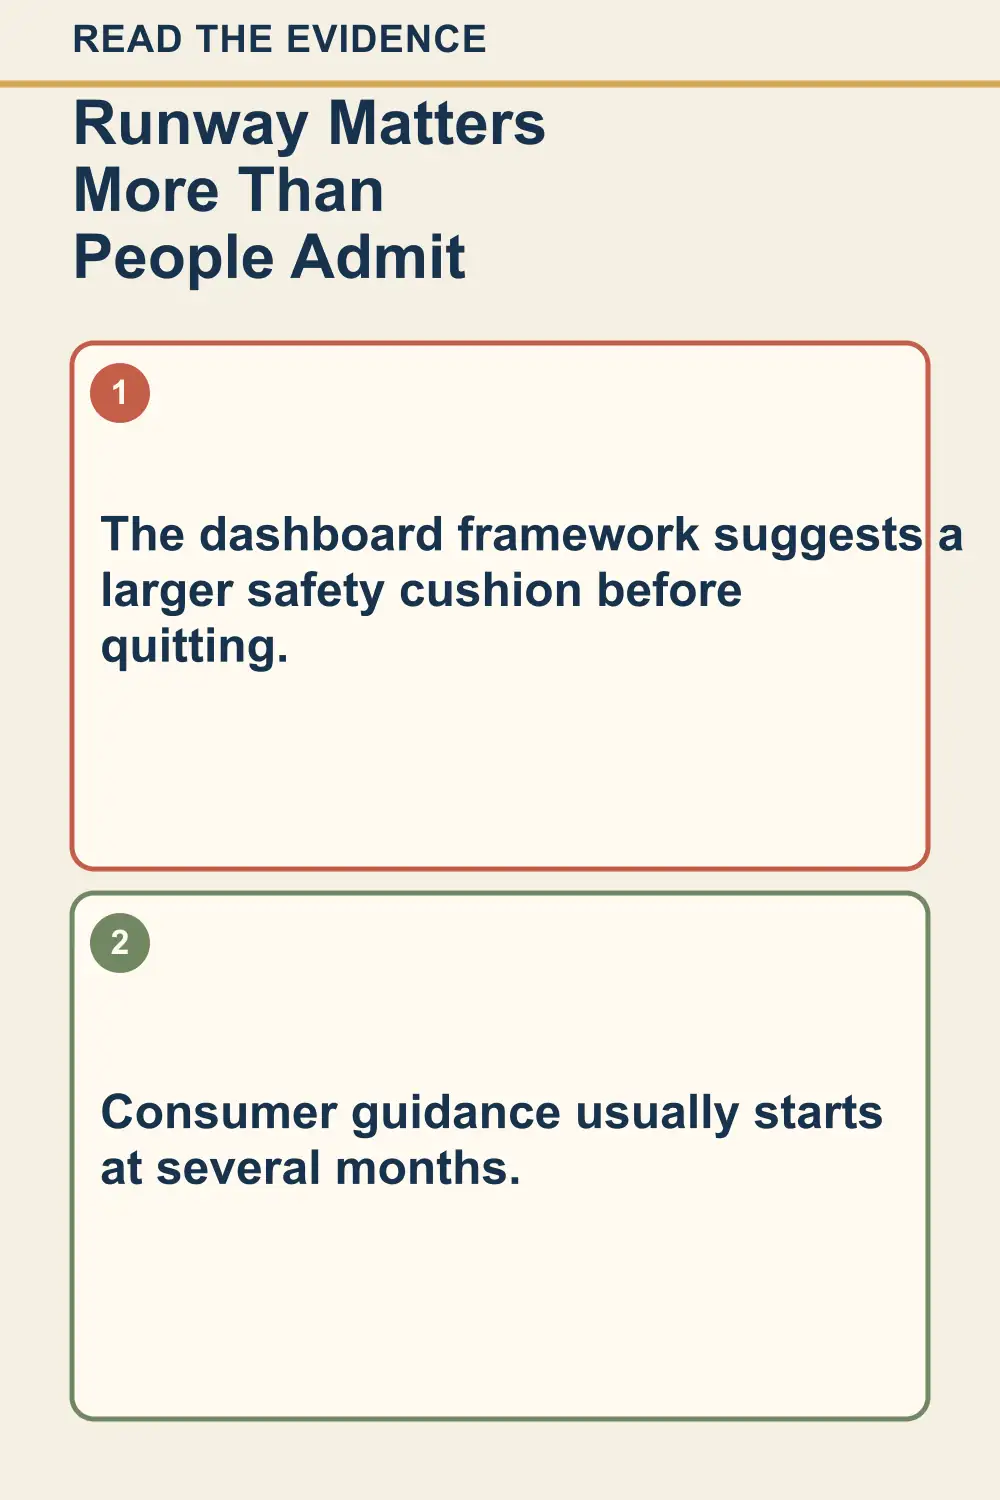 READ THE EVIDENCE
Runway Matters
More Than
People Admit
1
The dashboard framework suggests a
larger safety cushion before
quitting.
2
Consumer guidance usually starts
at several months.